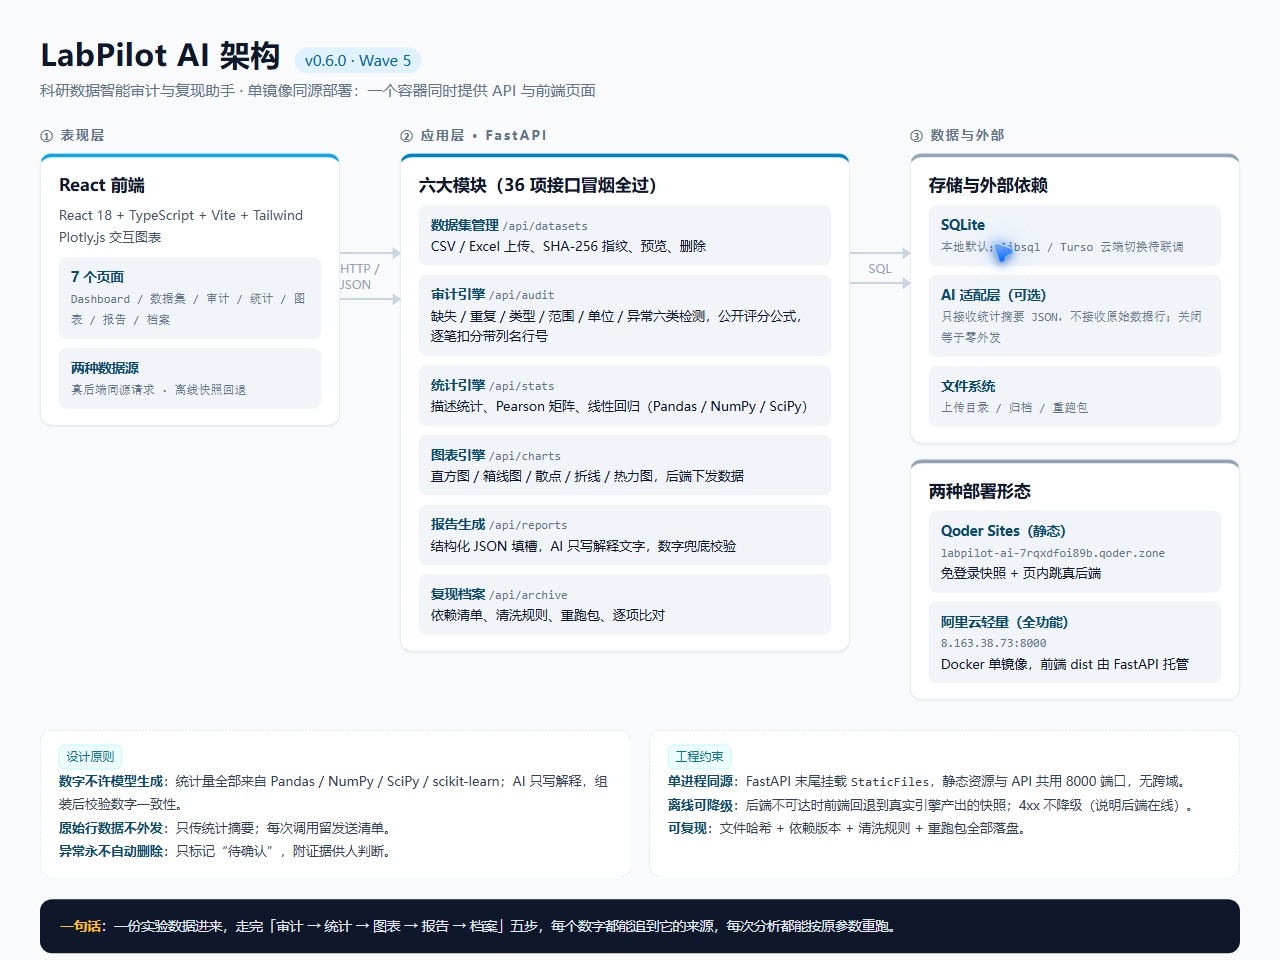 LabPilot AI 架构 v0.6.0 · Wave 5
科研数据智能审计与复现助手 · 单镜像同源部署：一个容器同时提供 API 与前端页面
① 表现层
React 前端
React 18 + TypeScript + Vite + Tailwind
Plotly.js 交互图表
7 个页面
Dashboard / 数据集 / 审计 / 统计 / 图
表 / 报告 / 档案
两种数据源
真后端同源请求 · 离线快照回退
HTTP /
JSON
② 应用层 • FastAPI
六大模块（36 项接口冒烟全过）
数据集管理 /api/datasets
CSV / Excel 上传、SHA-256 指纹、预览、删除
审计引擎 /api/audit
缺失 / 重复 / 类型 / 范围 / 单位 / 异常六类检测，公开评分公式，
逐笔扣分带列名行号
统计引擎 /api/stats
描述统计、Pearson 矩阵、线性回归（Pandas / NumPy / SciPy）
图表引擎 /api/charts
直方图 / 箱线图 / 散点 / 折线 / 热力图，后端下发数据
报告生成 /api/reports
结构化 JSON 填槽，AI 只写解释文字，数字兜底校验
复现档案 /api/archive
依赖清单、清洗规则、重跑包、逐项比对
SQL
③ 数据与外部
存储与外部依赖
SQLite
本地默认；libsql / Turso 云端切换待联调
AI 适配层（可选）
只接收统计摘要 JSON，不接收原始数据行；关闭
等于零外发
文件系统
上传目录 / 归档 / 重跑包
两种部署形态
Qoder Sites（静态）
labpilot-ai-7rqxdfoi89b.qoder.zone
免登录快照 + 页内跳真后端
阿里云轻量（全功能）
8.163.38.73:8000
Docker 单镜像，前端 dist 由 FastAPI 托管
设计原则
数字不许模型生成：统计量全部来自 Pandas / NumPy / SciPy / scikit-learn；AI 只写解释，组
装后校验数字一致性。
原始行数据不外发：只传统计摘要；每次调用留发送清单。
异常永不自动删除：只标记“待确认”，附证据供人判断。
工程约束
单进程同源：FastAPI 末尾挂载 StaticFiles，静态资源与 API 共用 8000 端口，无跨域。
离线可降级：后端不可达时前端回退到真实引擎产出的快照；4xx 不降级（说明后端在线）。
可复现：文件哈希 + 依赖版本 + 清洗规则 + 重跑包全部落盘。
一句话：一份实验数据进来，走完「审计 → 统计 → 图表 → 报告 → 档案」五步，每个数字都能追到它的来源，每次分析都能按原参数重跑。